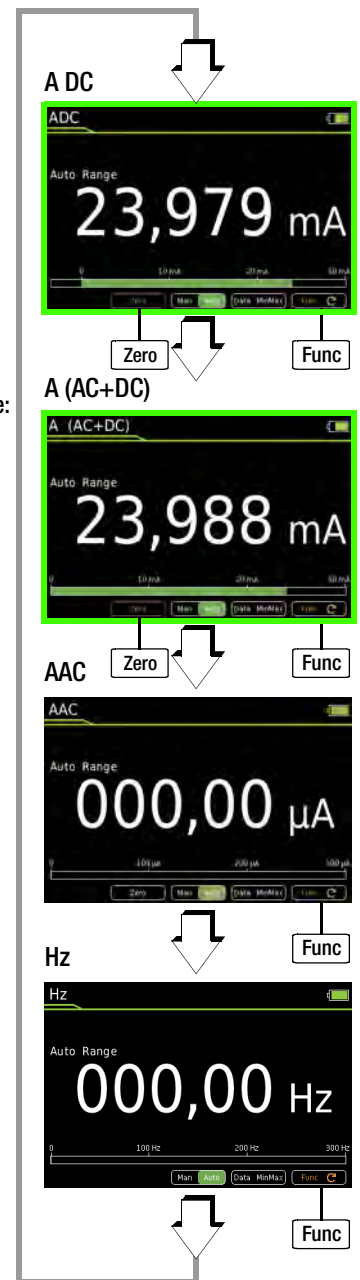 A DC
ADC
Auto Range
23,979 mA
0 10 mA 20 mA 30 mA
Zero Man Auto Data MinMax Func
Zero Func
A (AC+DC)
e:
A (AC+DC)
Auto Range
23,988 mA
0 10 mA 20 mA 30 mA
Zero Man Auto Data MinMax Func
Zero Func
AAC
AAC
Auto Range
000,00 µA
0 100 µA 200 µA 300 µA
Zero Man Auto Data MinMax Func
Func
Hz
Hz
Auto Range
000,00 Hz
0 100 Hz 200 Hz 300 Hz
Man Auto Data MinMax Func
Func